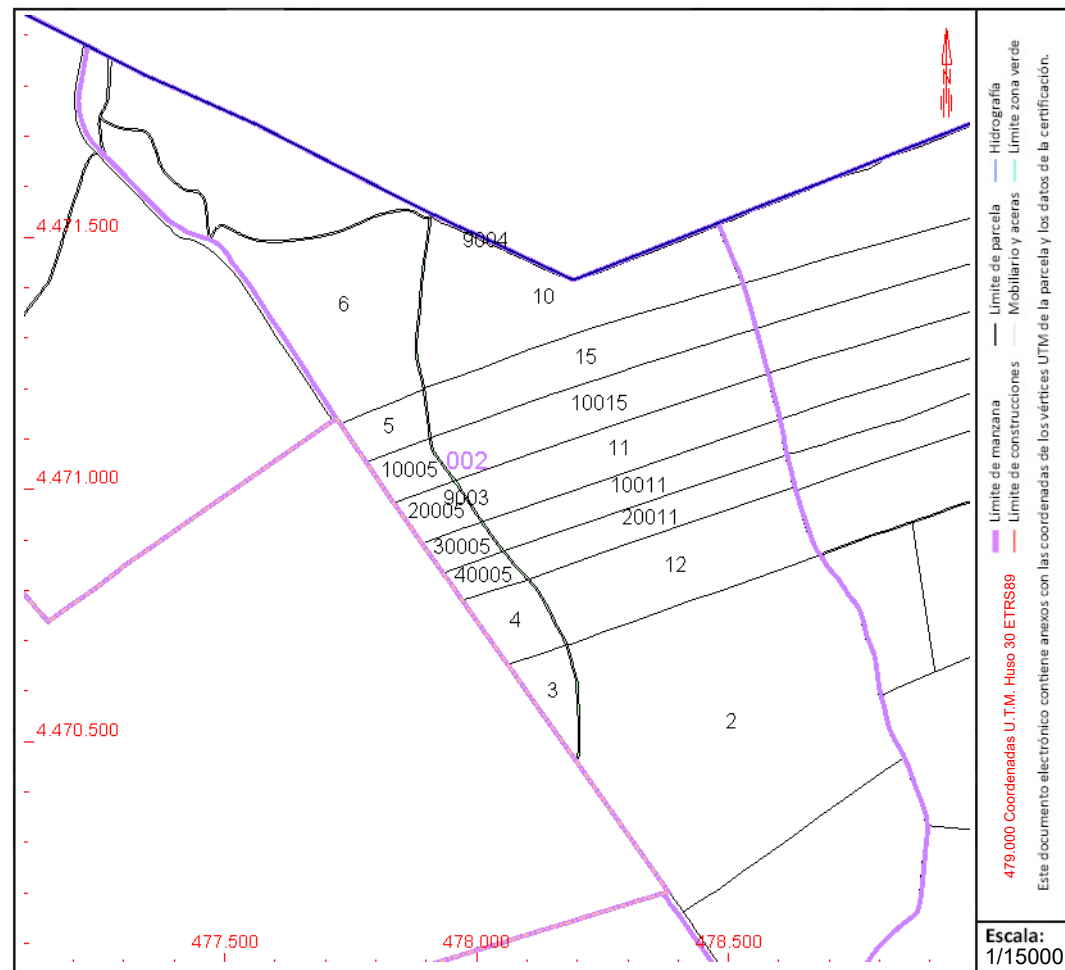 4.471.500
9004
10
6
15
10015
5
11
10005
002
10011
9003
20005
20011
30005
12
40005
4.471.000
4
3
2
4.470.500
477.500
478.000
478.500
Hidrografía
Límite zona verde
Límite de parcela
Mobiliario y aceras
Límite de manzana
Límite de construcciones
479.000 Coordenadas U.T.M. Huso 30 ETRS89
Este documento electrónico contiene anexos con las coordenadas de los vértices UTM de la parcela y los datos de la certificación.
N
Escala:
1/15000